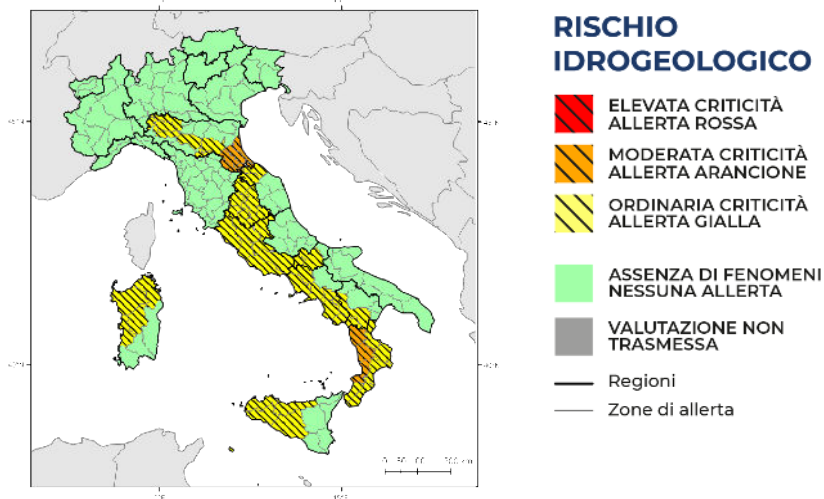 RISCHIO
IDROGEOLOGICO
ELEVATA CRITICITÀ
ALLERTA ROSSA
MODERATA CRITICITÀ
ALLERTA ARANCIONE
ORDINARIA CRITICITÀ
ALLERTA GIALLA
ASSENZA DI FENOMENI
NESSUNA ALLERTA
VALUTAZIONE NON
TRASMESSA
Regioni
Zone di allerta